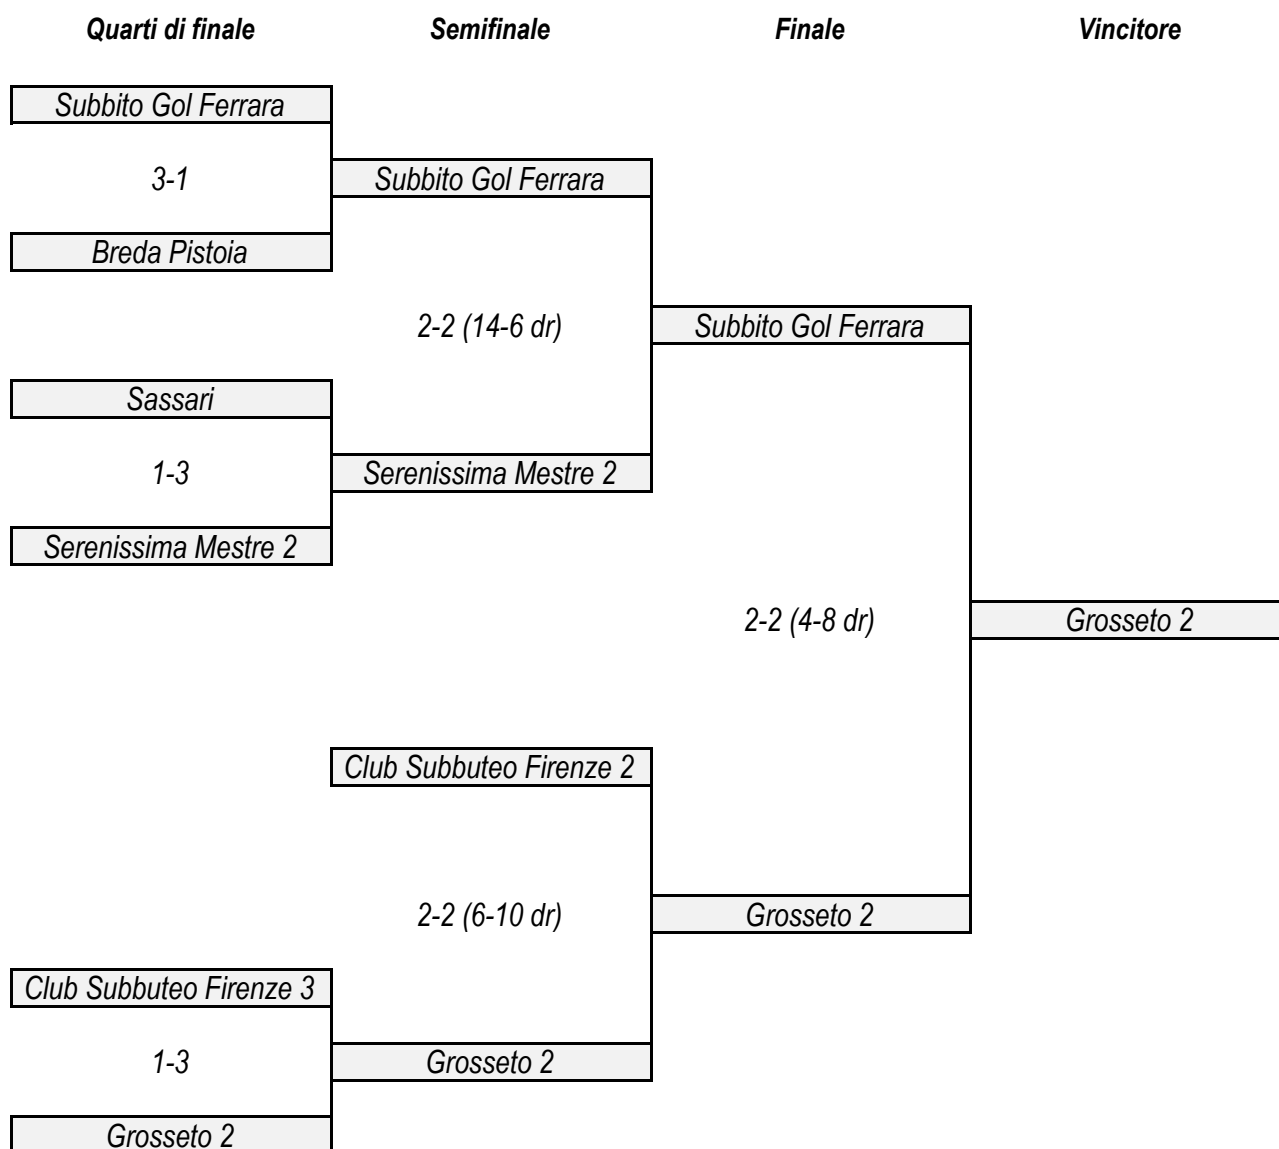 Quarti di finale Semifinale Finale Vincitore
Subbito Gol Ferrara
3-1 Subbito Gol Ferrara
Breda Pistoia
2-2 (14-6 dr) Subbito Gol Ferrara
Sassari
1-3 Serenissima Mestre 2
Serenissima Mestre 2
2-2 (4-8 dr) Grosseto 2
Club Subbuteo Firenze 2
2-2 (6-10 dr) Grosseto 2
Club Subbuteo Firenze 3
1-3 Grosseto 2
Grosseto 2